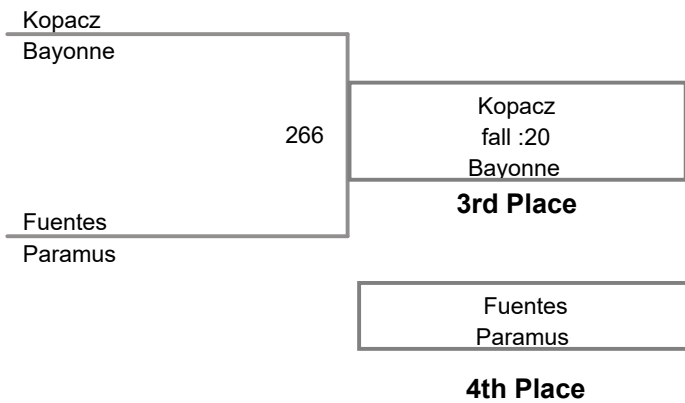 Kopacz
Bayonne
266
Kopacz
fall :20
Bayonne
3rd Place
Fuentes
Paramus
Fuentes
Paramus
4th Place